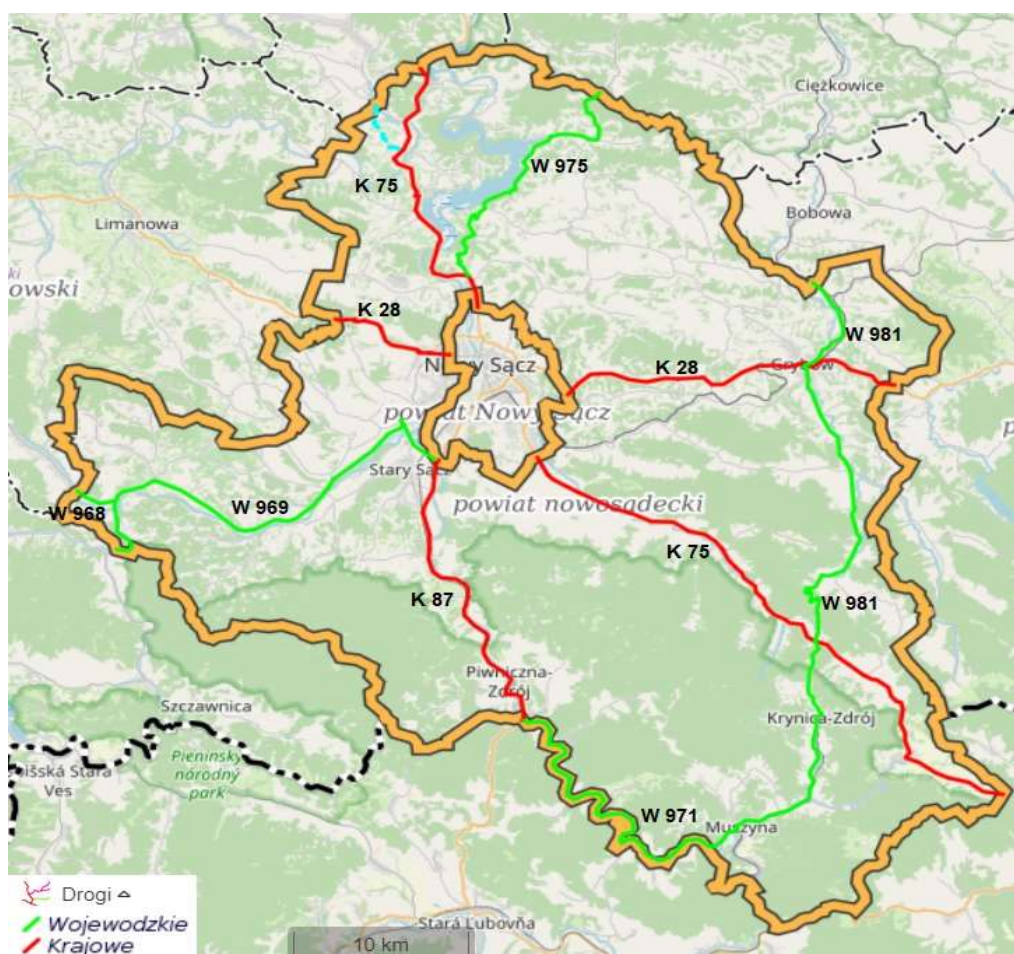 Ciężkowice
W 975
K 75
Bobowa
Limanowa
owski
K 28
W 981
Nowy Sącz
K 28
Grybów
powiat Nowy Sącz
Stary Sącz
W 969
powiat nowosądecki
W 968
K 75
K 87
W 981
Piwniczna-
Zdrój
Szczawnica
Krynica-Zdrój
Pieninský
národný
park
Ves
W 971
Muszyna
Drogi
Wojewodzkie
Krajowe
Stará Ľubovňa
10 km